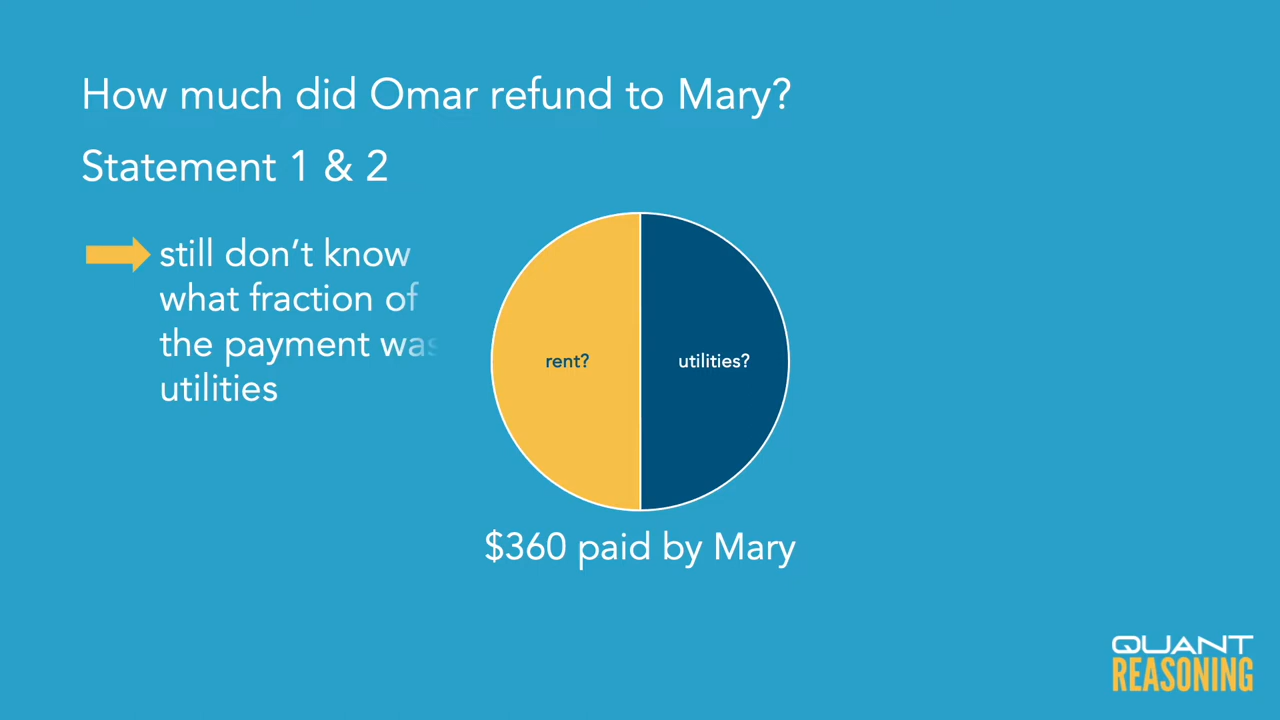 How much did Omar refund to Mary?
Statement 1 & 2
still don't know
what fraction of
the payment was
utilities
rent?
utilities?
$360 paid by Mary
QUANT
REASONING